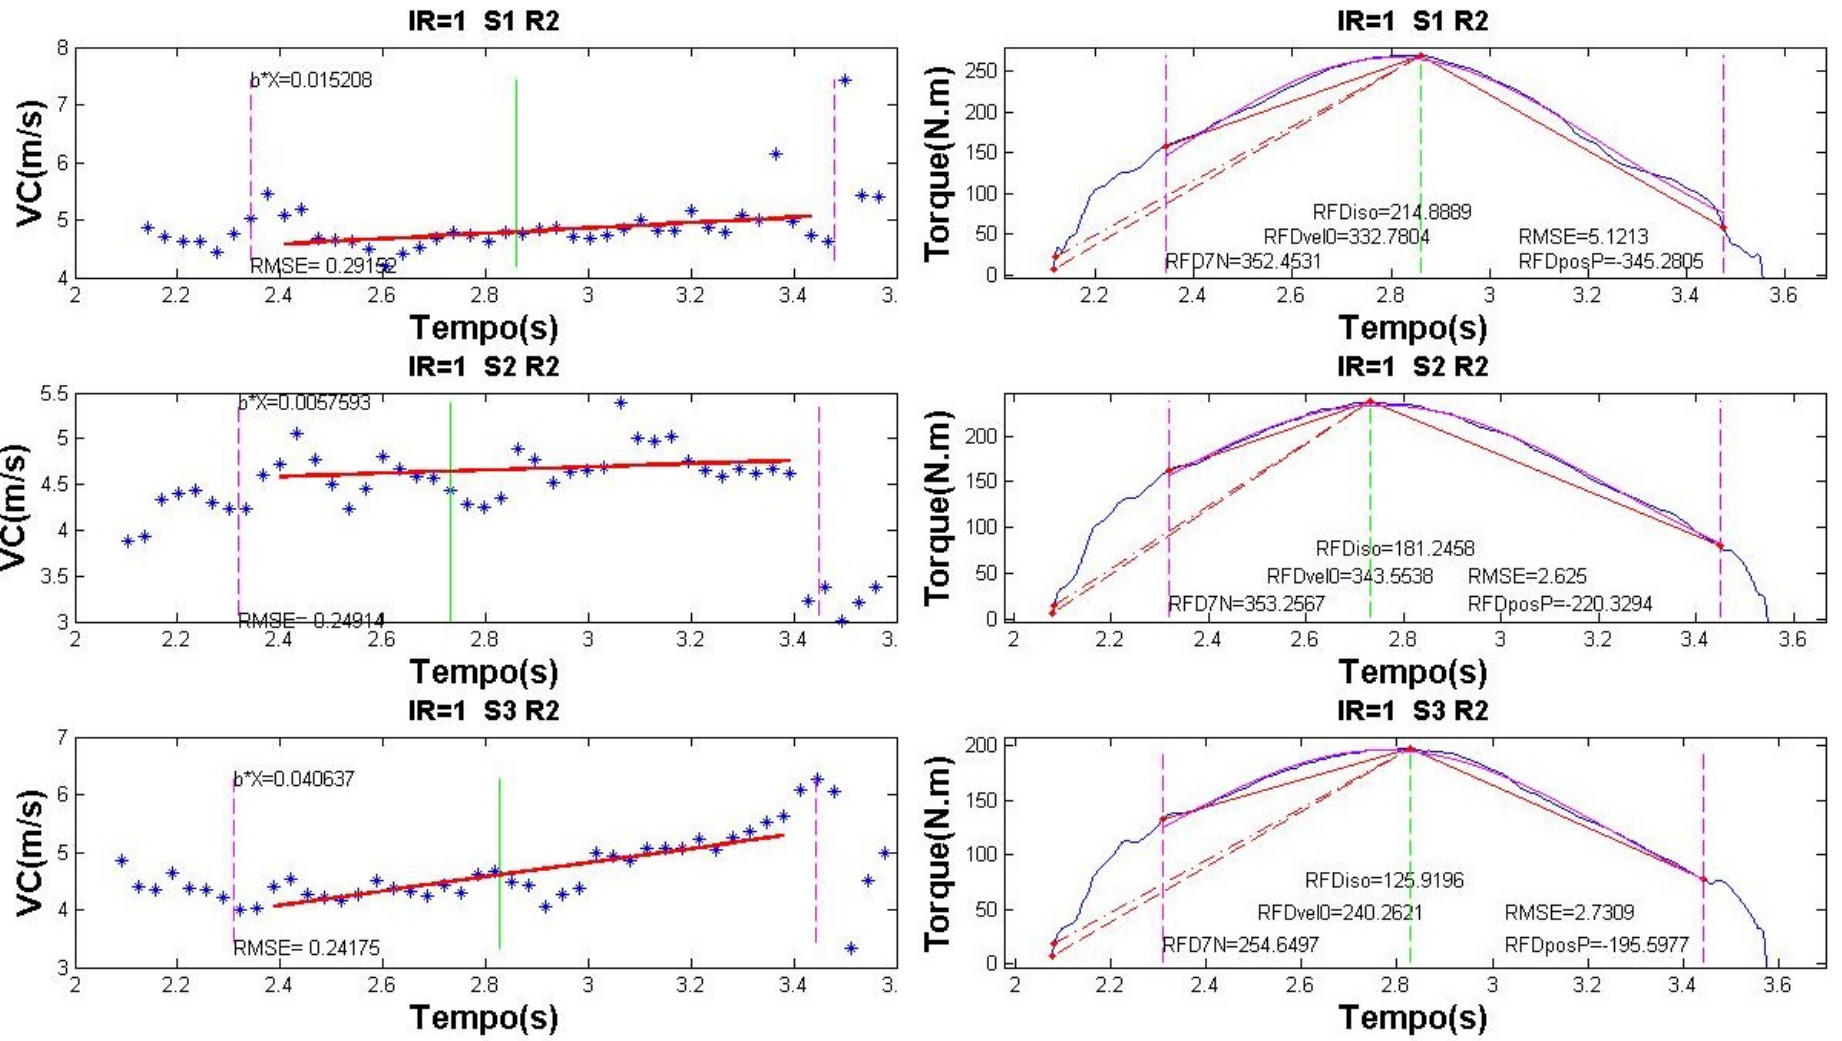 IR=1 S1 R2
8
7
6
5
4
VC(m/s)
b*X=0.015208
RMSE= 0.29152
2 2.2 2.4 2.6 2.8 3 3.2 3.4 3.
Tempo(s)
IR=1 S1 R2
250
200
150
100
50
0
Torque(N.m)
RFDiso=214.8889
RFDvel0=332.7804 RMSE=5.1213
RFD7N=352.4531 RFDposP=-345.2805
2.2 2.4 2.6 2.8 3 3.2 3.4 3.6
Tempo(s)
IR=1 S2 R2
5.5
5
4.5
4
3.5
3
VC(m/s)
b*X=0.0057593
RMSE= 0.24914
2 2.2 2.4 2.6 2.8 3 3.2 3.4 3.
Tempo(s)
IR=1 S2 R2
200
150
100
50
0
Torque(N.m)
RFDiso=181.2458
RFDvel0=343.5538 RMSE=2.625
RFD7N=353.2567 RFDposP=-220.3294
2 2.2 2.4 2.6 2.8 3 3.2 3.4 3.6
Tempo(s)
IR=1 S3 R2
7
6
5
4
3
VC(m/s)
b*X=0.040637
RMSE= 0.24175
2 2.2 2.4 2.6 2.8 3 3.2 3.4 3.
Tempo(s)
IR=1 S3 R2
200
150
100
50
0
Torque(N.m)
RFDiso=125.9196
RFDvel0=240.2621 RMSE=2.7309
RFD7N=254.6497 RFDposP=-195.5977
2 2.2 2.4 2.6 2.8 3 3.2 3.4 3.6
Tempo(s)